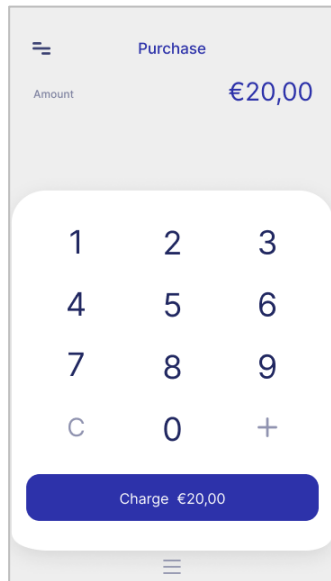 Purchase
Amount €20,00
1 2 3
4 5 6
7 8 9
C 0 +
Charge €20,00